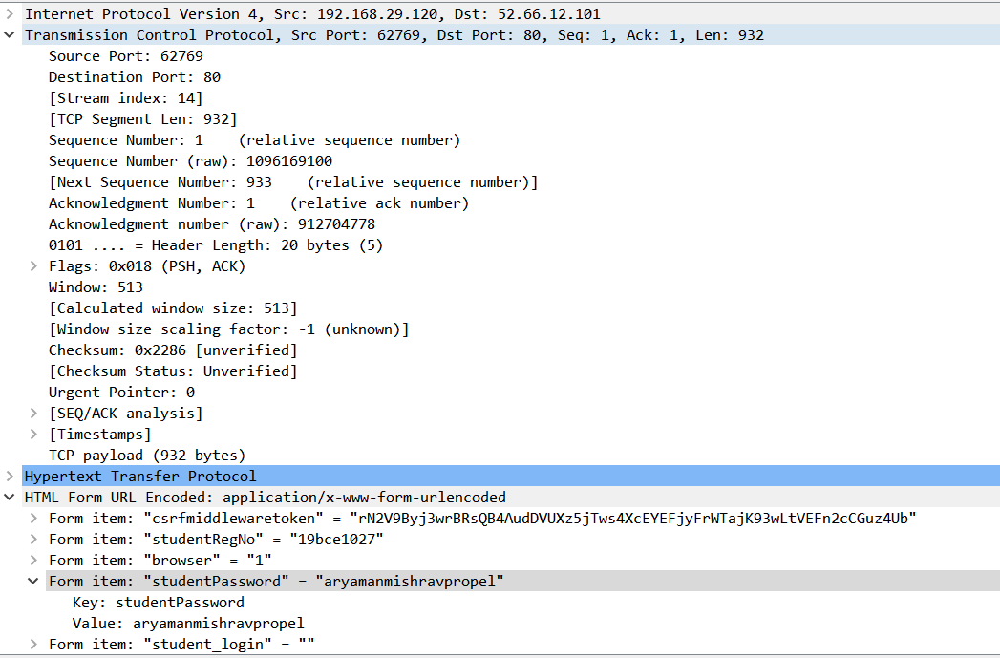 Internet Protocol Version 4, Src: 192.168.29.120, Dst: 52.66.12.101
Transmission Control Protocol, Src Port: 62769, Dst Port: 80, Seq: 1, Ack: 1, Len: 932
Source Port: 62769
Destination Port: 80
[Stream index: 14]
[TCP Segment Len: 932]
Sequence Number: 1    (relative sequence number)
Sequence Number (raw): 1096169100
[Next Sequence Number: 933    (relative sequence number)]
Acknowledgment Number: 1    (relative ack number)
Acknowledgment number (raw): 912704778
0101 .... = Header Length: 20 bytes (5)
Flags: 0x018 (PSH, ACK)
Window: 513
[Calculated window size: 513]
[Window size scaling factor: -1 (unknown)]
Checksum: 0x2286 [unverified]
[Checksum Status: Unverified]
Urgent Pointer: 0
[SEQ/ACK analysis]
[Timestamps]
TCP payload (932 bytes)
Hypertext Transfer Protocol
HTML Form URL Encoded: application/x-www-form-urlencoded
Form item: "csrfmiddlewaretoken" = "rN2V9Byj3wrBRsQB4AudDVUXz5jTws4XcEYEFjyFrWTajK93wLtVEFn2cCGuz4Ub"
Form item: "studentRegNo" = "19bce1027"
Form item: "browser" = "1"
Form item: "studentPassword" = "aryamanmishravpropel"
Key: studentPassword
Value: aryamanmishravpropel
Form item: "student_login" = ""